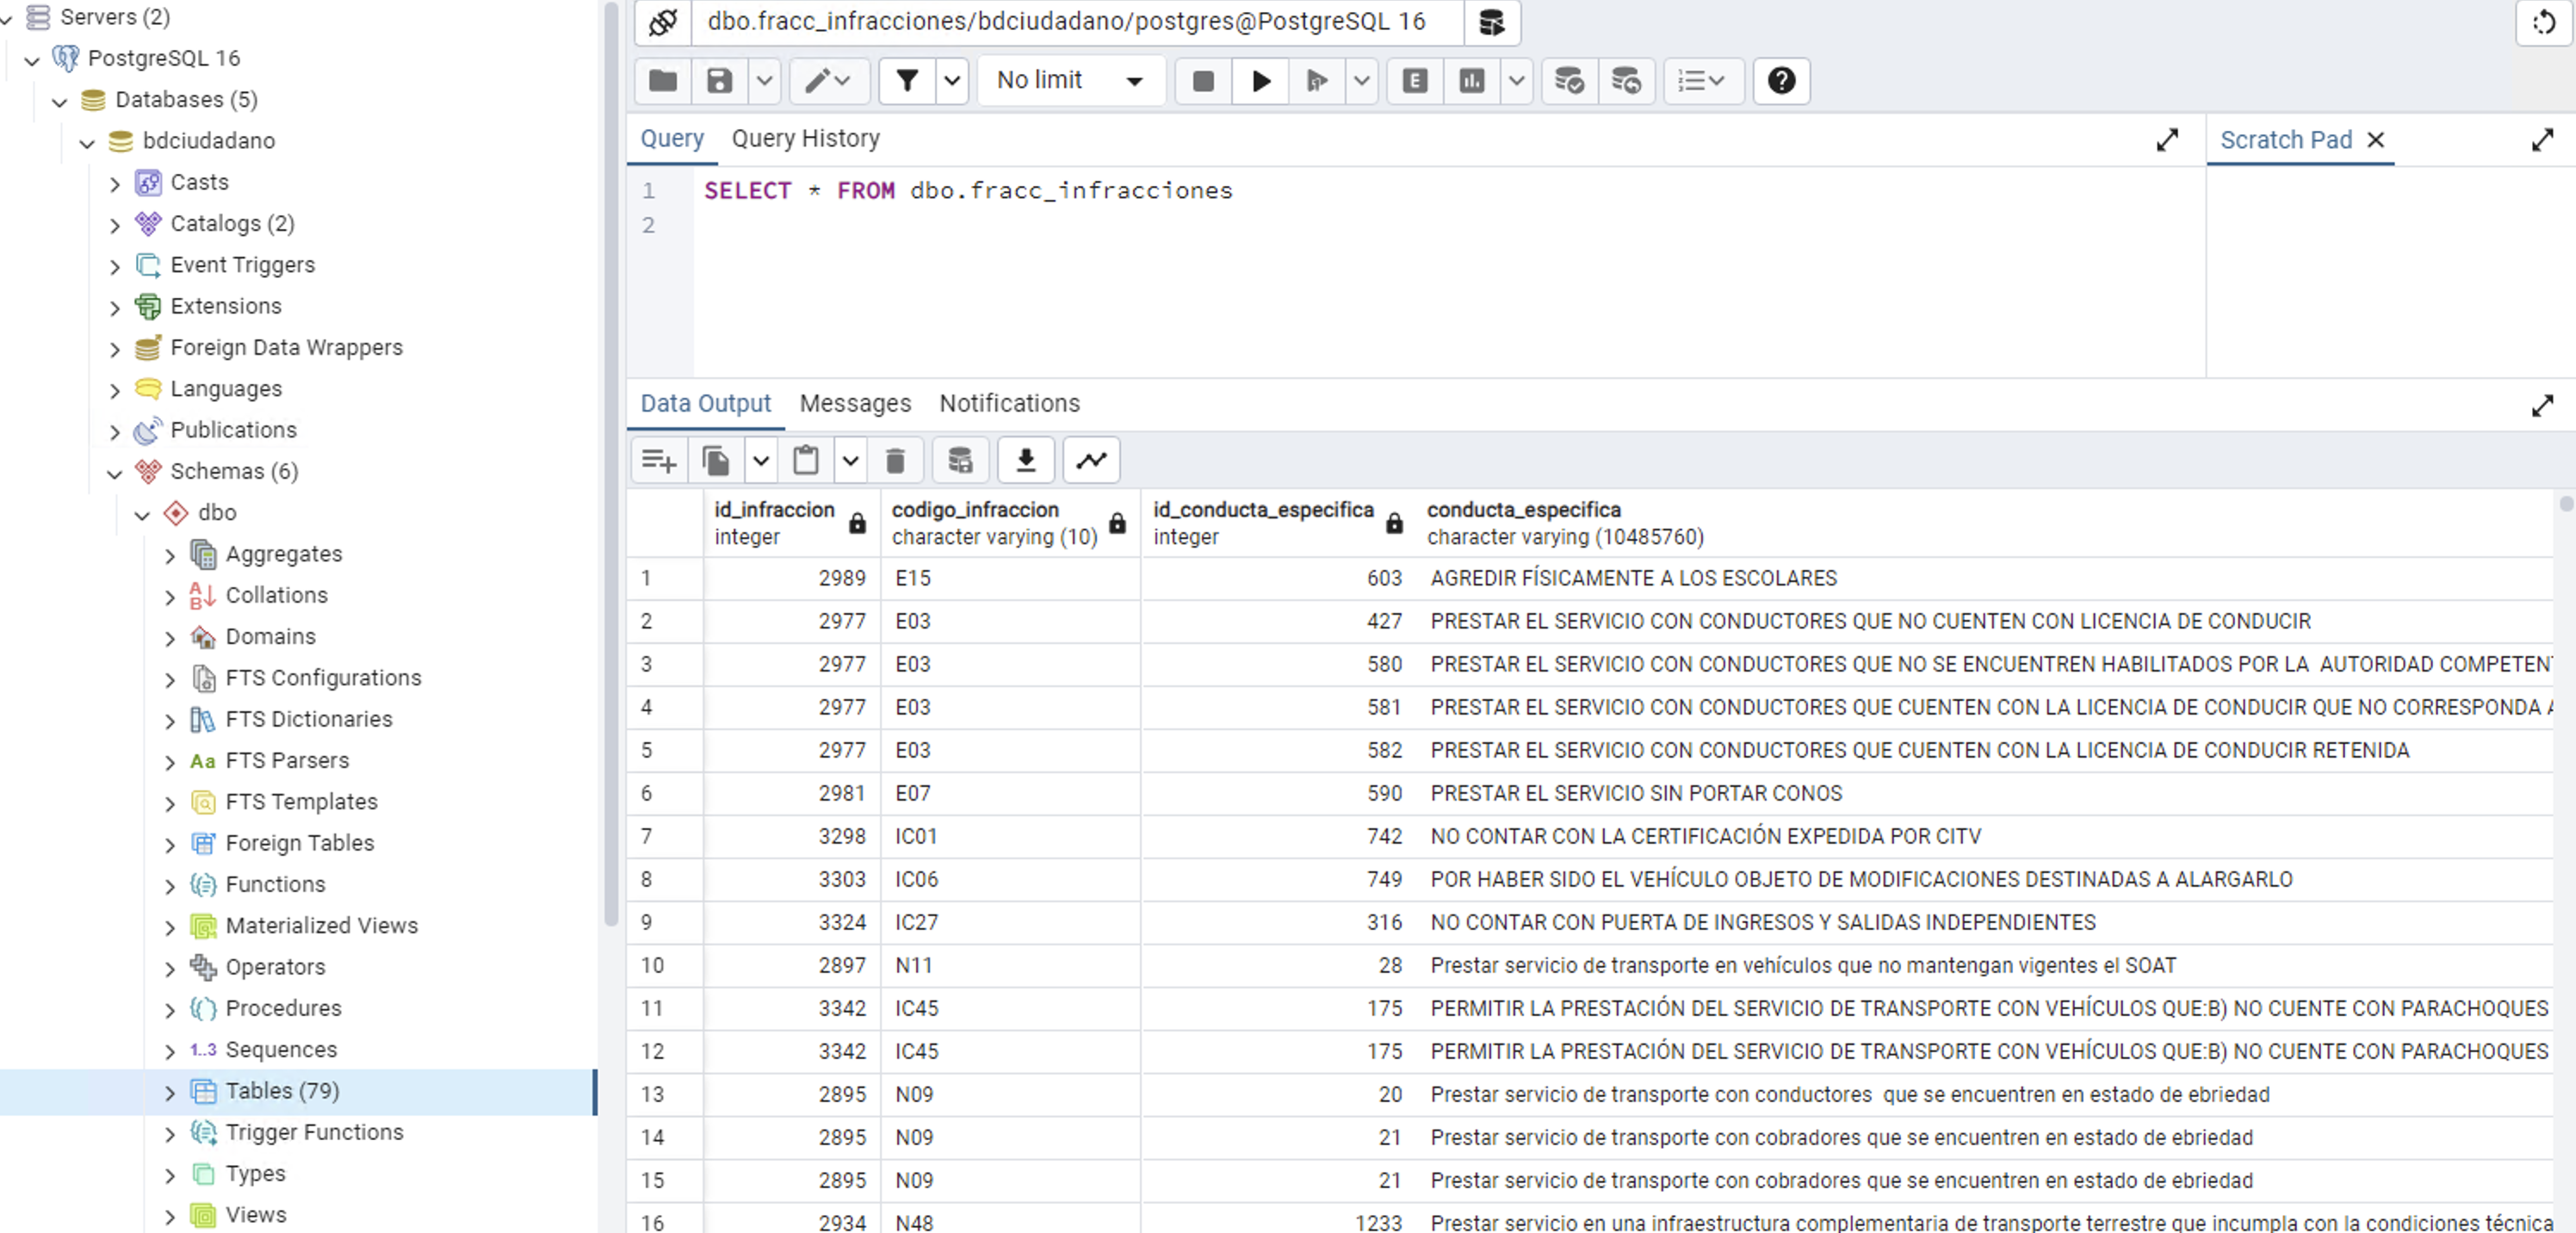 Servers (2)
PostgreSQL 16
Databases (5)
bdciudadano
Casts
Catalogs (2)
Event Triggers
Extensions
Foreign Data Wrappers
Languages
Publications
Schemas (6)
dbo
Aggregates
Collations
Domains
FTS Configurations
FTS Dictionaries
Aa FTS Parsers
FTS Templates
Foreign Tables
Functions
Materialized Views
Operators
Procedures
1..3 Sequences
Tables (79)
Trigger Functions
Types
Views
dbo.fracc_infracciones/bdciudadano/postgres@PostgreSQL 16
No limit
E
Query Query History
Scratch Pad
1 SELECT * FROM dbo.fracc_infracciones
2
Data Output Messages Notifications
id_infraccion codigo_infraccion id_conducta_especifica conducta_especifica
integer character varying (10) integer character varying (10485760)
1 2989 E15 603 AGREDIR FÍSICAMENTE A LOS ESCOLARES
2 2977 E03 427 PRESTAR EL SERVICIO CON CONDUCTORES QUE NO CUENTEN CON LICENCIA DE CONDUCIR
3 2977 E03 580 PRESTAR EL SERVICIO CON CONDUCTORES QUE NO SE ENCUENTREN HABILITADOS POR LA  AUTORIDAD COMPETEN
4 2977 E03 581 PRESTAR EL SERVICIO CON CONDUCTORES QUE CUENTEN CON LA LICENCIA DE CONDUCIR QUE NO CORRESPONDA A
5 2977 E03 582 PRESTAR EL SERVICIO CON CONDUCTORES QUE CUENTEN CON LA LICENCIA DE CONDUCIR RETENIDA
6 2981 E07 590 PRESTAR EL SERVICIO SIN PORTAR CONOS
7 3298 IC01 742 NO CONTAR CON LA CERTIFICACIÓN EXPEDIDA POR CITV
8 3303 IC06 749 POR HABER SIDO EL VEHÍCULO OBJETO DE MODIFICACIONES DESTINADAS A ALARGARLO
9 3324 IC27 316 NO CONTAR CON PUERTA DE INGRESOS Y SALIDAS INDEPENDIENTES
10 2897 N11 28 Prestar servicio de transporte en vehículos que no mantengan vigentes el SOAT
11 3342 IC45 175 PERMITIR LA PRESTACIÓN DEL SERVICIO DE TRANSPORTE CON VEHÍCULOS QUE:B) NO CUENTE CON PARACHOQUES
12 3342 IC45 175 PERMITIR LA PRESTACIÓN DEL SERVICIO DE TRANSPORTE CON VEHÍCULOS QUE:B) NO CUENTE CON PARACHOQUES
13 2895 N09 20 Prestar servicio de transporte con conductores  que se encuentren en estado de ebriedad
14 2895 N09 21 Prestar servicio de transporte con cobradores que se encuentren en estado de ebriedad
15 2895 N09 21 Prestar servicio de transporte con cobradores que se encuentren en estado de ebriedad
16 2934 N48 1233 Prestar servicio en una infraestructura complementaria de transporte terrestre que incumpla con la condiciones técnica